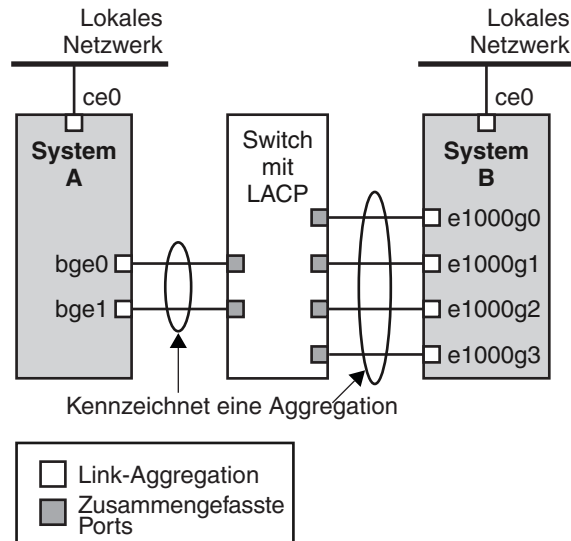 Lokales
Netzwerk
Lokales
Netzwerk
ce0
ce0
System
A
Switch
mit
LACP
System
B
bge0
bge1
e1000g0
e1000g1
e1000g2
e1000g3
Kennzeichnet eine Aggregation
Link-Aggregation
Zusammengefasste
Ports